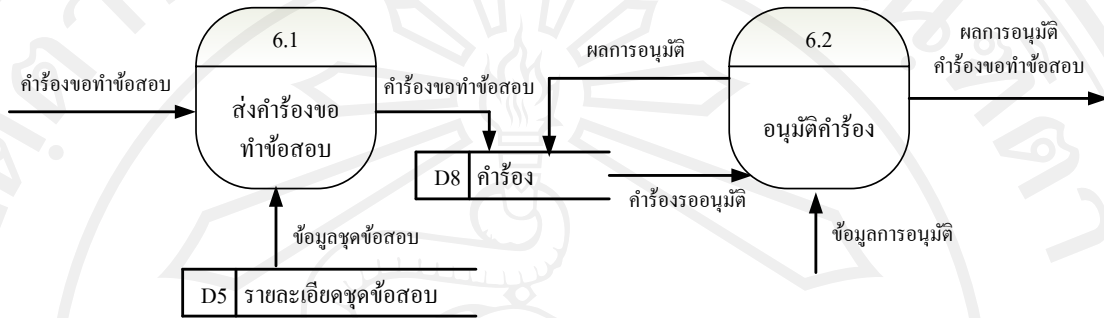 6.1
6.2
ผลการอนุมัติ
ผลการอนุมัติ
คำร้องขอทำข้อสอบ
คำร้องขอทำข้อสอบ
คำร้องขอทำข้อสอบ
ส่งคำร้องขอ
ทำข้อสอบ
อนุมัติคำร้อง
D8 คำร้อง
คำร้องรออนุมัติ
ข้อมูลชุดข้อสอบ
ข้อมูลการอนุมัติ
D5 รายละเอียดชุดข้อสอบ